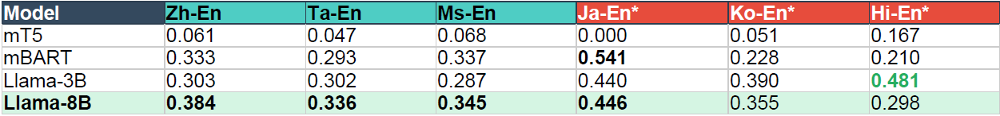 Model Zh-En Ta-En Ms-En Ja-En* Ko-En* Hi-En*
mT5 0.061 0.047 0.068 0.000 0.051 0.167
mBART 0.333 0.293 0.337 0.541 0.228 0.210
Llama-3B 0.303 0.302 0.287 0.440 0.390 0.481
Llama-8B 0.384 0.336 0.345 0.446 0.355 0.298